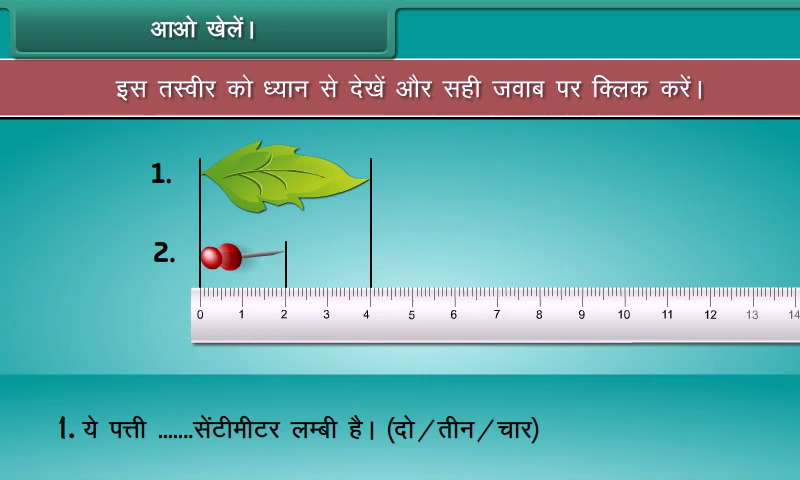 आओ खेलें।
इस तस्वीर को ध्यान से देखें और सही जवाब पर क्लिक करें।
1.
2.
0 1 2 3 4 5 6 7 8 9 10 11 12 13 14
1. ये पत्ती .......सेंटीमीटर लम्बी है। (दो/तीन/चार)